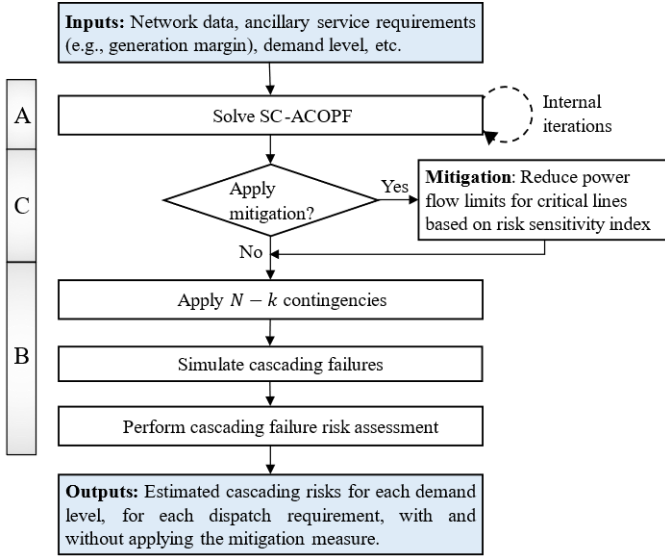 Inputs: Network data, ancillary service requirements
(e.g., generation margin), demand level, etc.
A
Solve SC-ACOPF
Internal
iterations
C
Apply
mitigation?
Yes
Mitigation: Reduce power
flow limits for critical lines
based on risk sensitivity index
No
B
Apply N − k contingencies
Simulate cascading failures
Perform cascading failure risk assessment
Outputs: Estimated cascading risks for each demand
level, for each dispatch requirement, with and
without applying the mitigation measure.